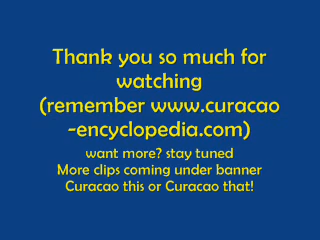 Thank you so much for
watching
(remember www.curacao
-encyclopedia.com)
want more? stay tuned
More clips coming under banner
Curacao this or Curacao that!